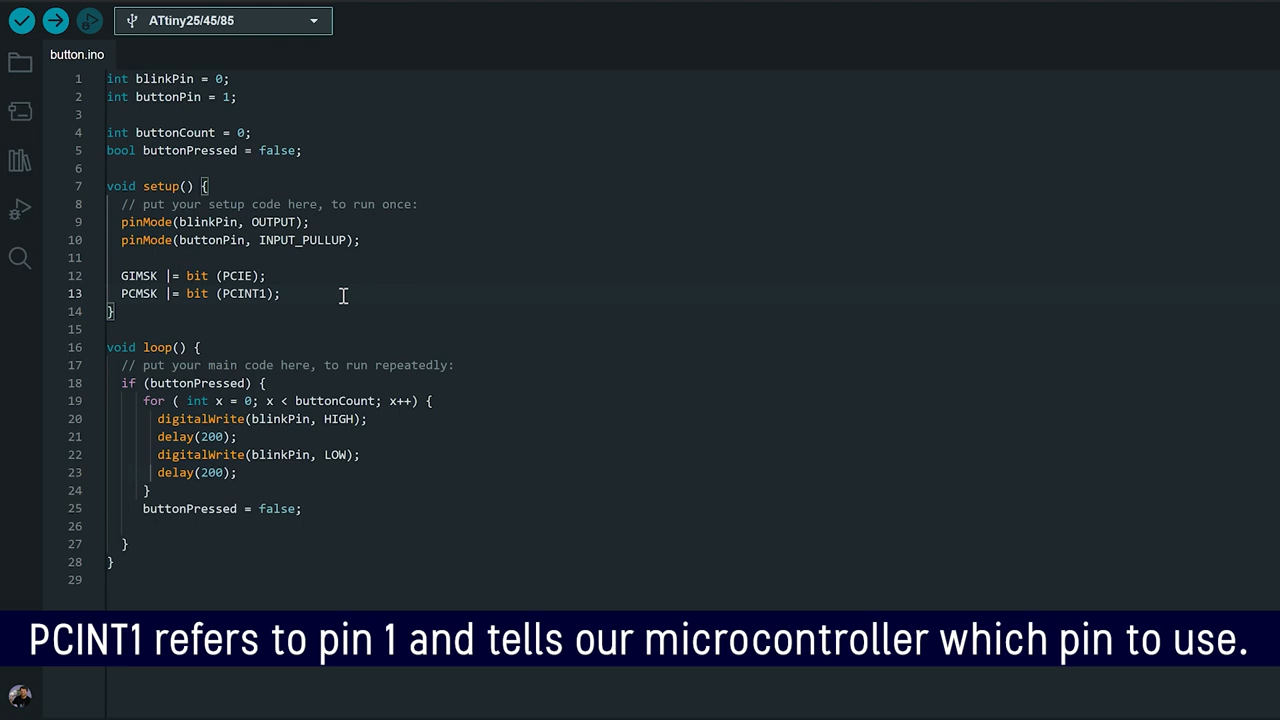 ATtiny25/45/85
button.ino
1 int blinkPin = 0;
2 int buttonPin = 1;
3
4 int buttonCount = 0;
5 bool buttonPressed = false;
6
7 void setup() {
8 // put your setup code here, to run once:
9 pinMode(blinkPin, OUTPUT);
10 pinMode(buttonPin, INPUT_PULLUP);
11
12 GIMSK |= bit (PCIE);
13 PCMSK |= bit (PCINT1);
14 }
15
16 void loop() {
17 // put your main code here, to run repeatedly:
18 if (buttonPressed) {
19 for ( int x = 0; x < buttonCount; x++) {
20 digitalWrite(blinkPin, HIGH);
21 delay(200);
22 digitalWrite(blinkPin, LOW);
23 delay(200);
24 }
25 buttonPressed = false;
26
27 }
28 }
29
PCINT1 refers to pin 1 and tells our microcontroller which pin to use.